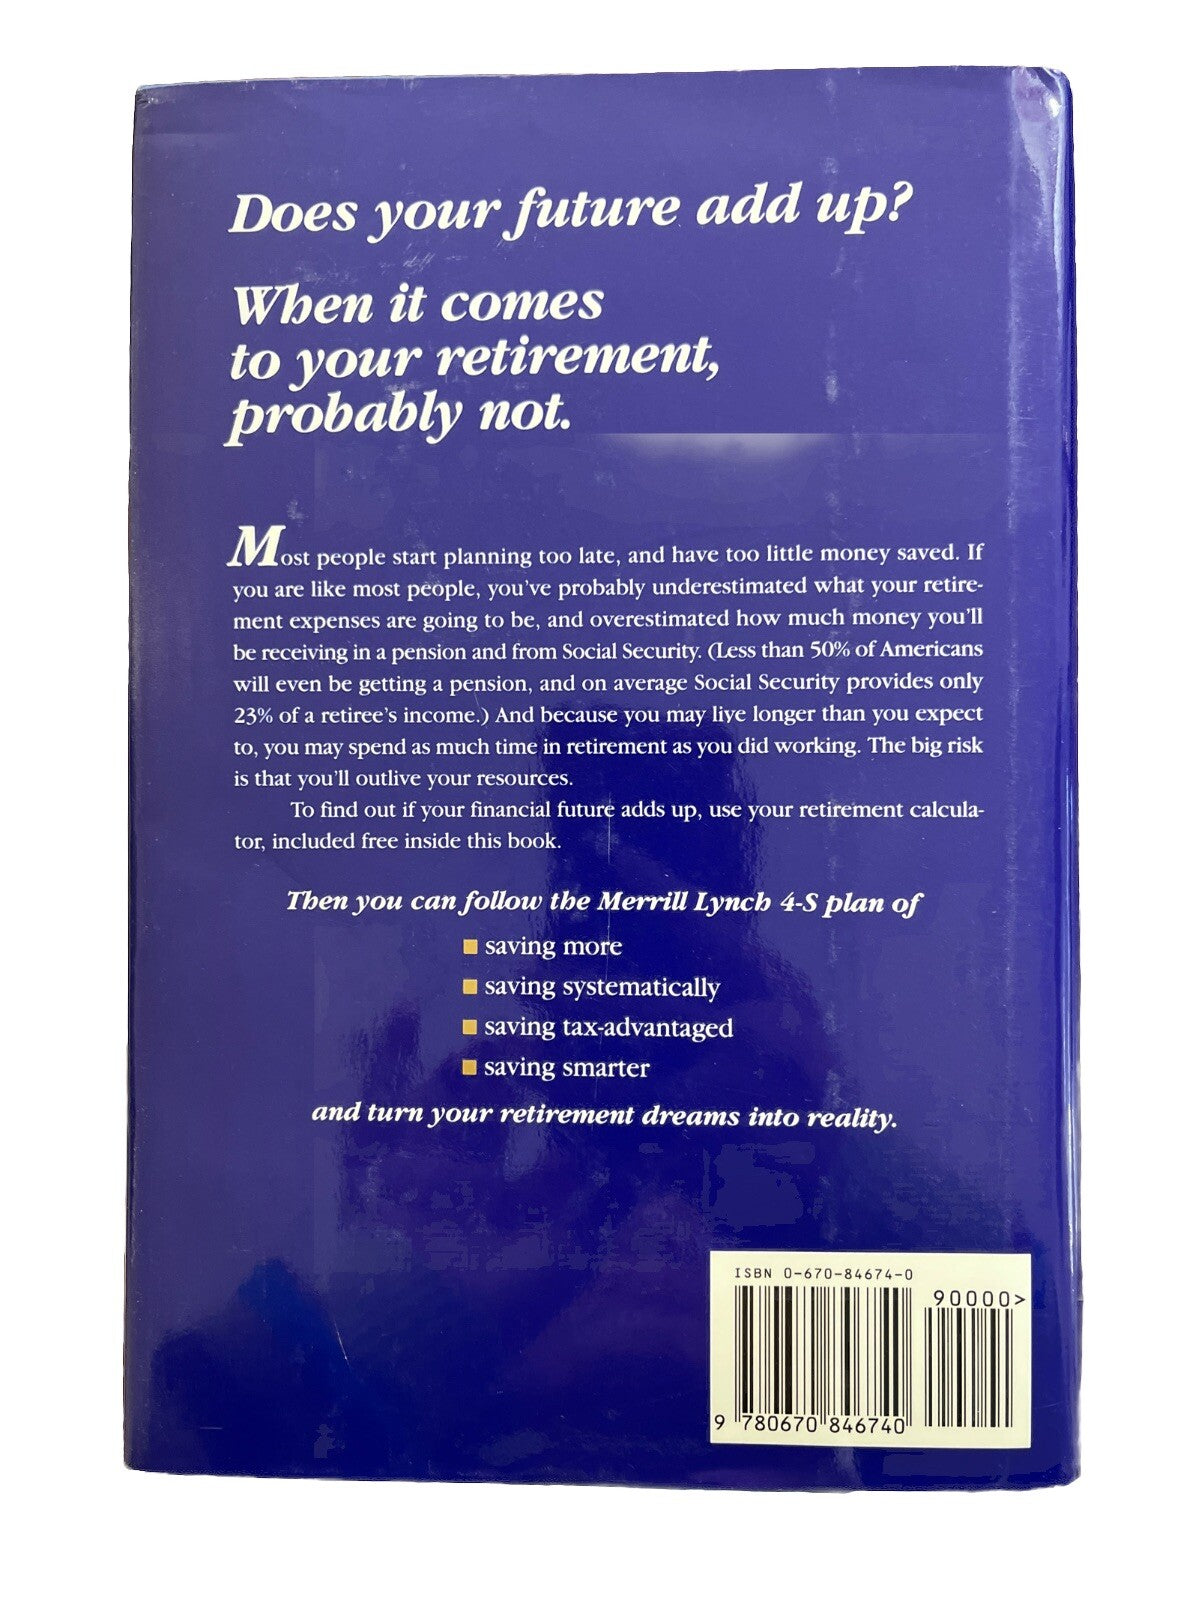 Does your future add up?
When it comes
to your retirement,
probably not.
Most people start planning too late, and have too little money saved. If
you are like most people, you've probably underestimated what your retire-
ment expenses are going to be, and overestimated how much money you'll
be receiving in a pension and from Social Security. (Less than 50% of Americans
will even be getting a pension, and on average Social Security provides only
23% of a retiree's income.) And because you may live longer than you expect
to, you may spend as much time in retirement as you did working. The big risk
is that you'll outlive your resources.
To find out if your financial future adds up, use your retirement calcula-
tor, included free inside this book.
Then you can follow the Merrill Lynch 4-S plan of
saving more
saving systematically
saving tax-advantaged
saving smarter
and turn your retirement dreams into reality.
ISBN 0-670-84674-0
90000>
9 780670 846740